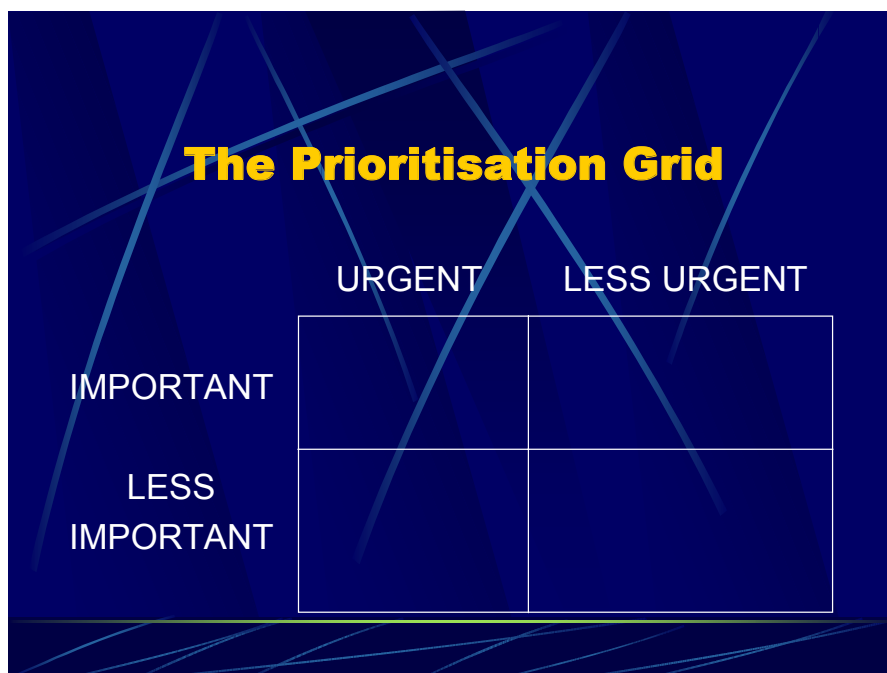 The Prioritisation Grid
URGENT LESS URGENT
IMPORTANT
LESS
IMPORTANT